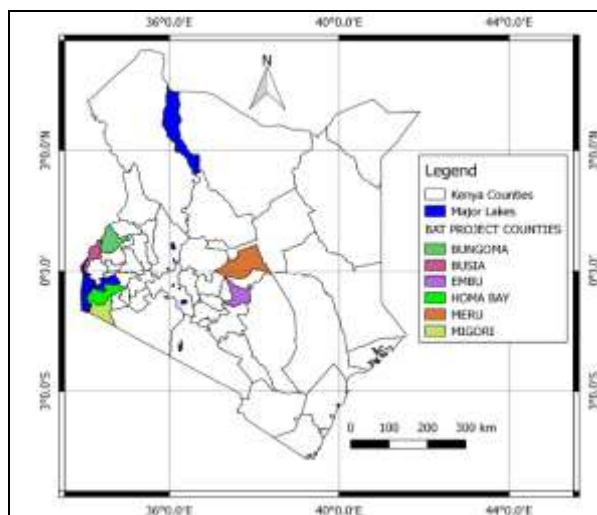 36°0.0'E 40°0.0'E 44°0.0'E
N
3°0.0'N 3°0.0'N
Legend
Kenya Counties
Major Lakes
BAT PROJECT COUNTIES
BUNGOMA
BUSIA
EMBU
HOMA BAY
MERU
MIGORI
0°1.0'E 0°1.0'E
3°0.0'S 3°0.0'S
0 100 200 300 km
36°0.0'E 40°0.0'E 44°0.0'E